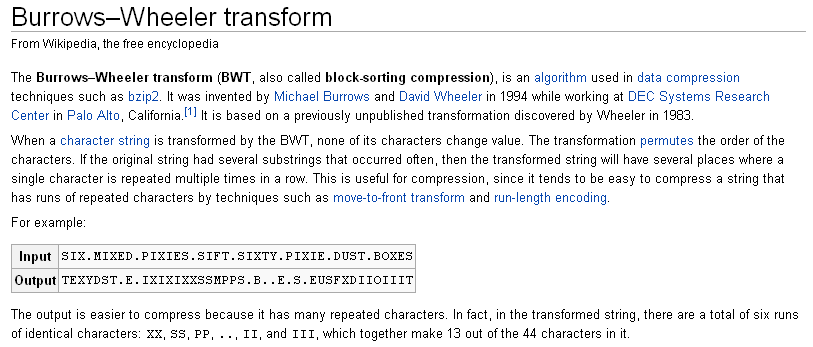 Burrows–Wheeler transform
From Wikipedia, the free encyclopedia
The Burrows–Wheeler transform (BWT, also called block-sorting compression), is an algorithm used in data compression
techniques such as bzip2. It was invented by Michael Burrows and David Wheeler in 1994 while working at DEC Systems Research
Center in Palo Alto, California.[1] It is based on a previously unpublished transformation discovered by Wheeler in 1983.
When a character string is transformed by the BWT, none of its characters change value. The transformation permutes the order of the
characters. If the original string had several substrings that occurred often, then the transformed string will have several places where a
single character is repeated multiple times in a row. This is useful for compression, since it tends to be easy to compress a string that
has runs of repeated characters by techniques such as move-to-front transform and run-length encoding.
For example:
Input SIX.MIXED.PIXIES.SIFT.SIXTY.PIXIE.DUST.BOXES
Output TEXYDST.E.IXIXIXXSSMPPS.B..E.S.EUSFXDIIOIIIT
The output is easier to compress because it has many repeated characters. In fact, in the transformed string, there are a total of six runs
of identical characters: XX, SS, PP, .., II, and III, which together make 13 out of the 44 characters in it.